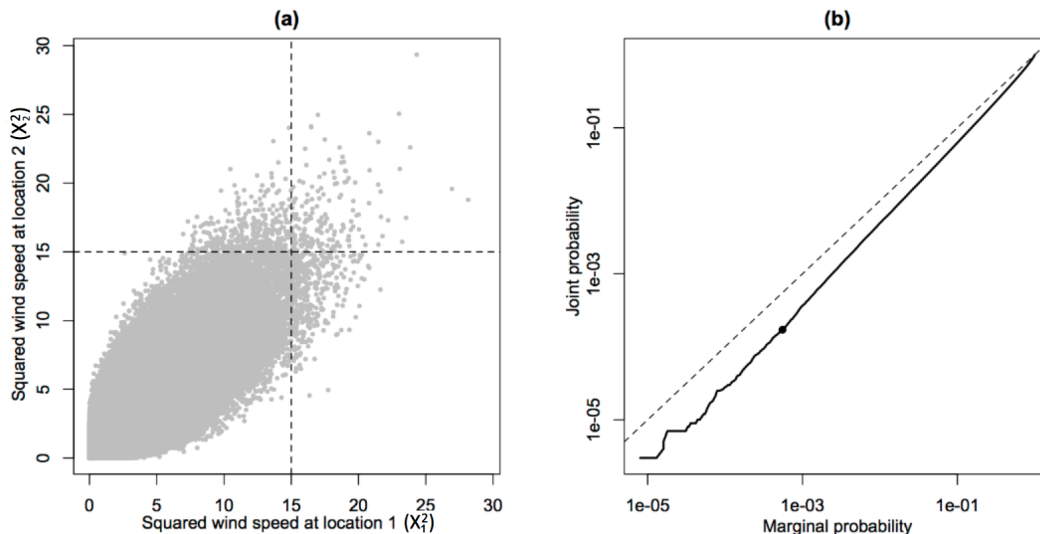 (a)
30
25
20
15
10
5
0
Squared wind speed at location 2 (X₂²)
0 5 10 15 20 25 30
Squared wind speed at location 1 (X₁²)
(b)
1e-01
1e-03
1e-05
Joint probability
1e-05 1e-03 1e-01
Marginal probability